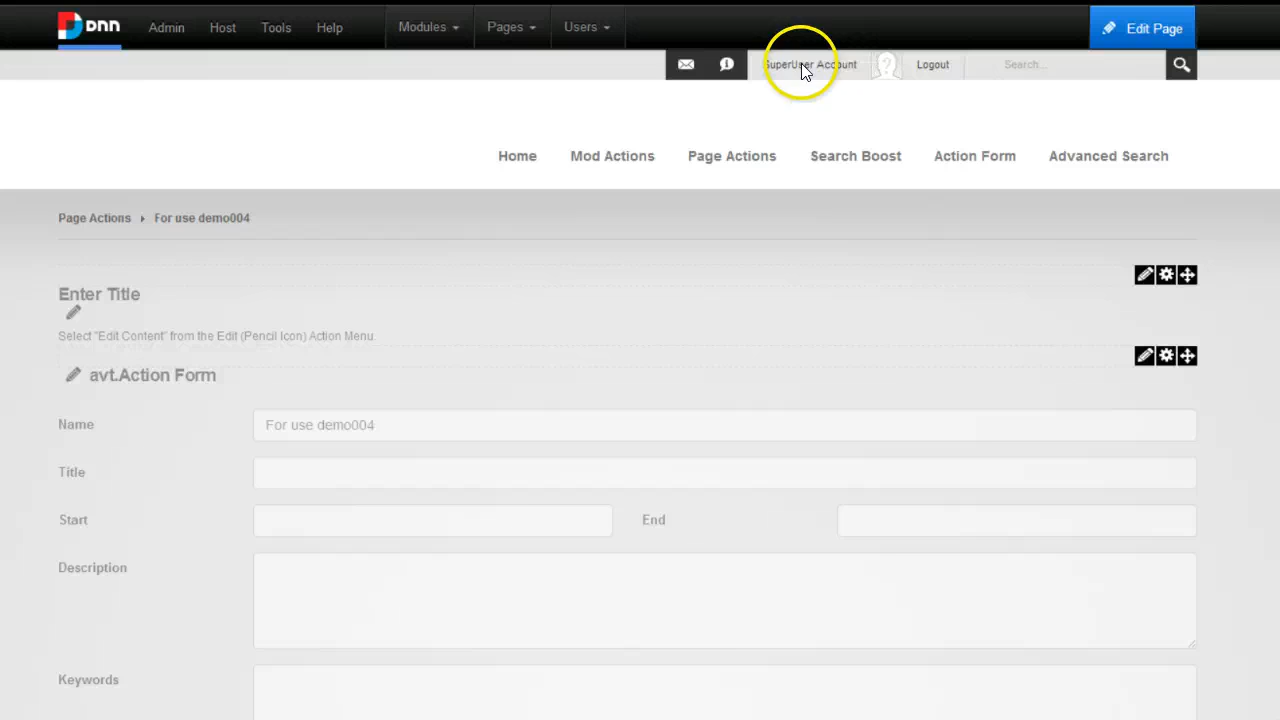 DNN Admin Host Tools Help Modules Pages Users Edit Page
SuperUser Account Logout Search...
Home Mod Actions Page Actions Search Boost Action Form Advanced Search
Page Actions For use demo004
Enter Title
Select "Edit Content" from the Edit (Pencil Icon) Action Menu.
avt.Action Form
Name For use demo004
Title
Start End
Description
Keywords